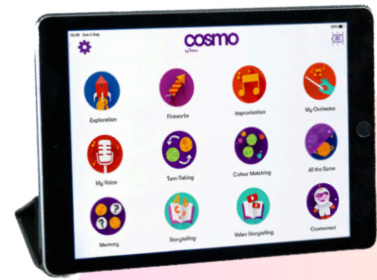 cosmo
Exploration
Fireworks
Improvisation
My Orchestra
My Voice
Turn Taking
Colour Matching
All the Same
Memory
Storytelling
Video Storytelling
Cosmonaut